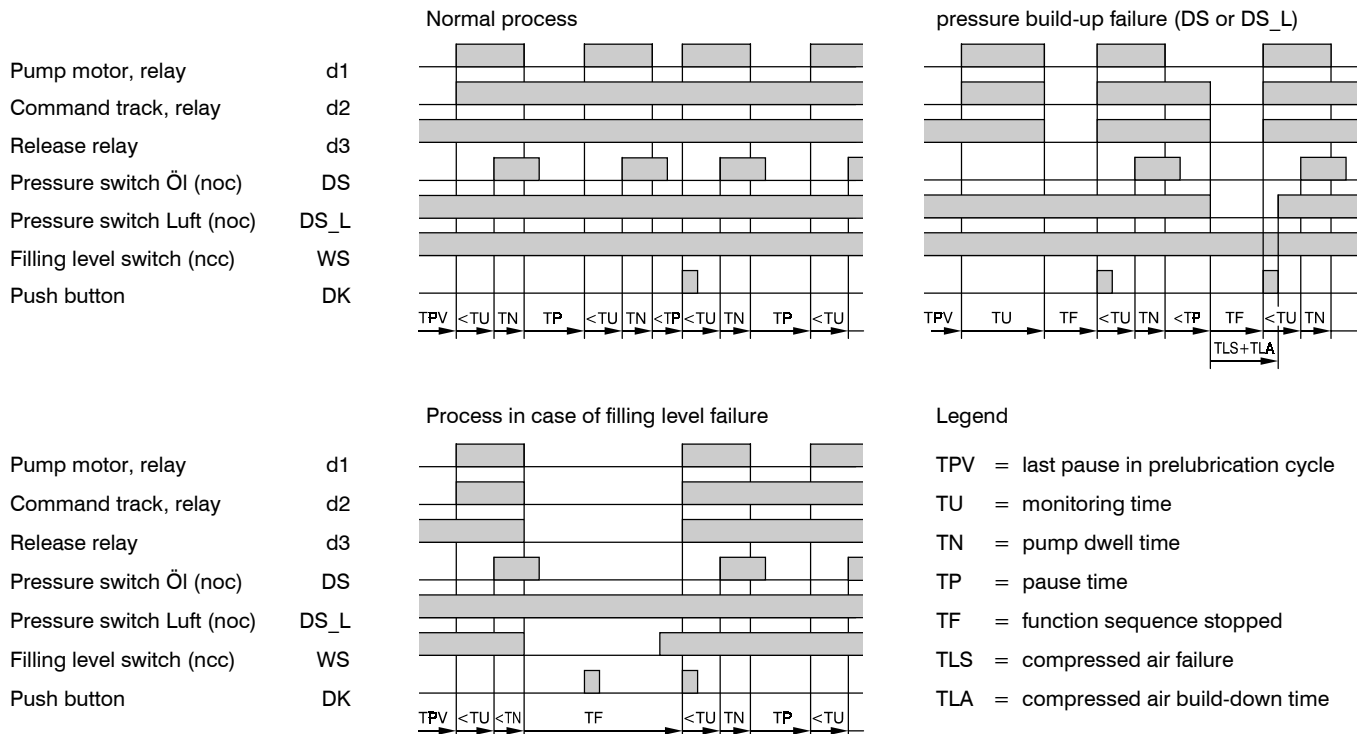 Normal process
pressure build-up failure (DS or DS_L)
Pump motor, relay d1
Command track, relay d2
Release relay d3
Pressure switch Öl (noc) DS
Pressure switch Luft (noc) DS_L
Filling level switch (ncc) WS
Push button DK
TPV <TU TN TP <TU TN <TP <TU TN TP <TU
TPV TU TF <TU TN <TP TF <TU TN
TLS+TLA
Process in case of filling level failure
Pump motor, relay d1
Command track, relay d2
Release relay d3
Pressure switch Öl (noc) DS
Pressure switch Luft (noc) DS_L
Filling level switch (ncc) WS
Push button DK
TPV <TU <TN TF <TU TN TP <TU
Legend
TPV = last pause in prelubrication cycle
TU = monitoring time
TN = pump dwell time
TP = pause time
TF = function sequence stopped
TLS = compressed air failure
TLA = compressed air build-down time